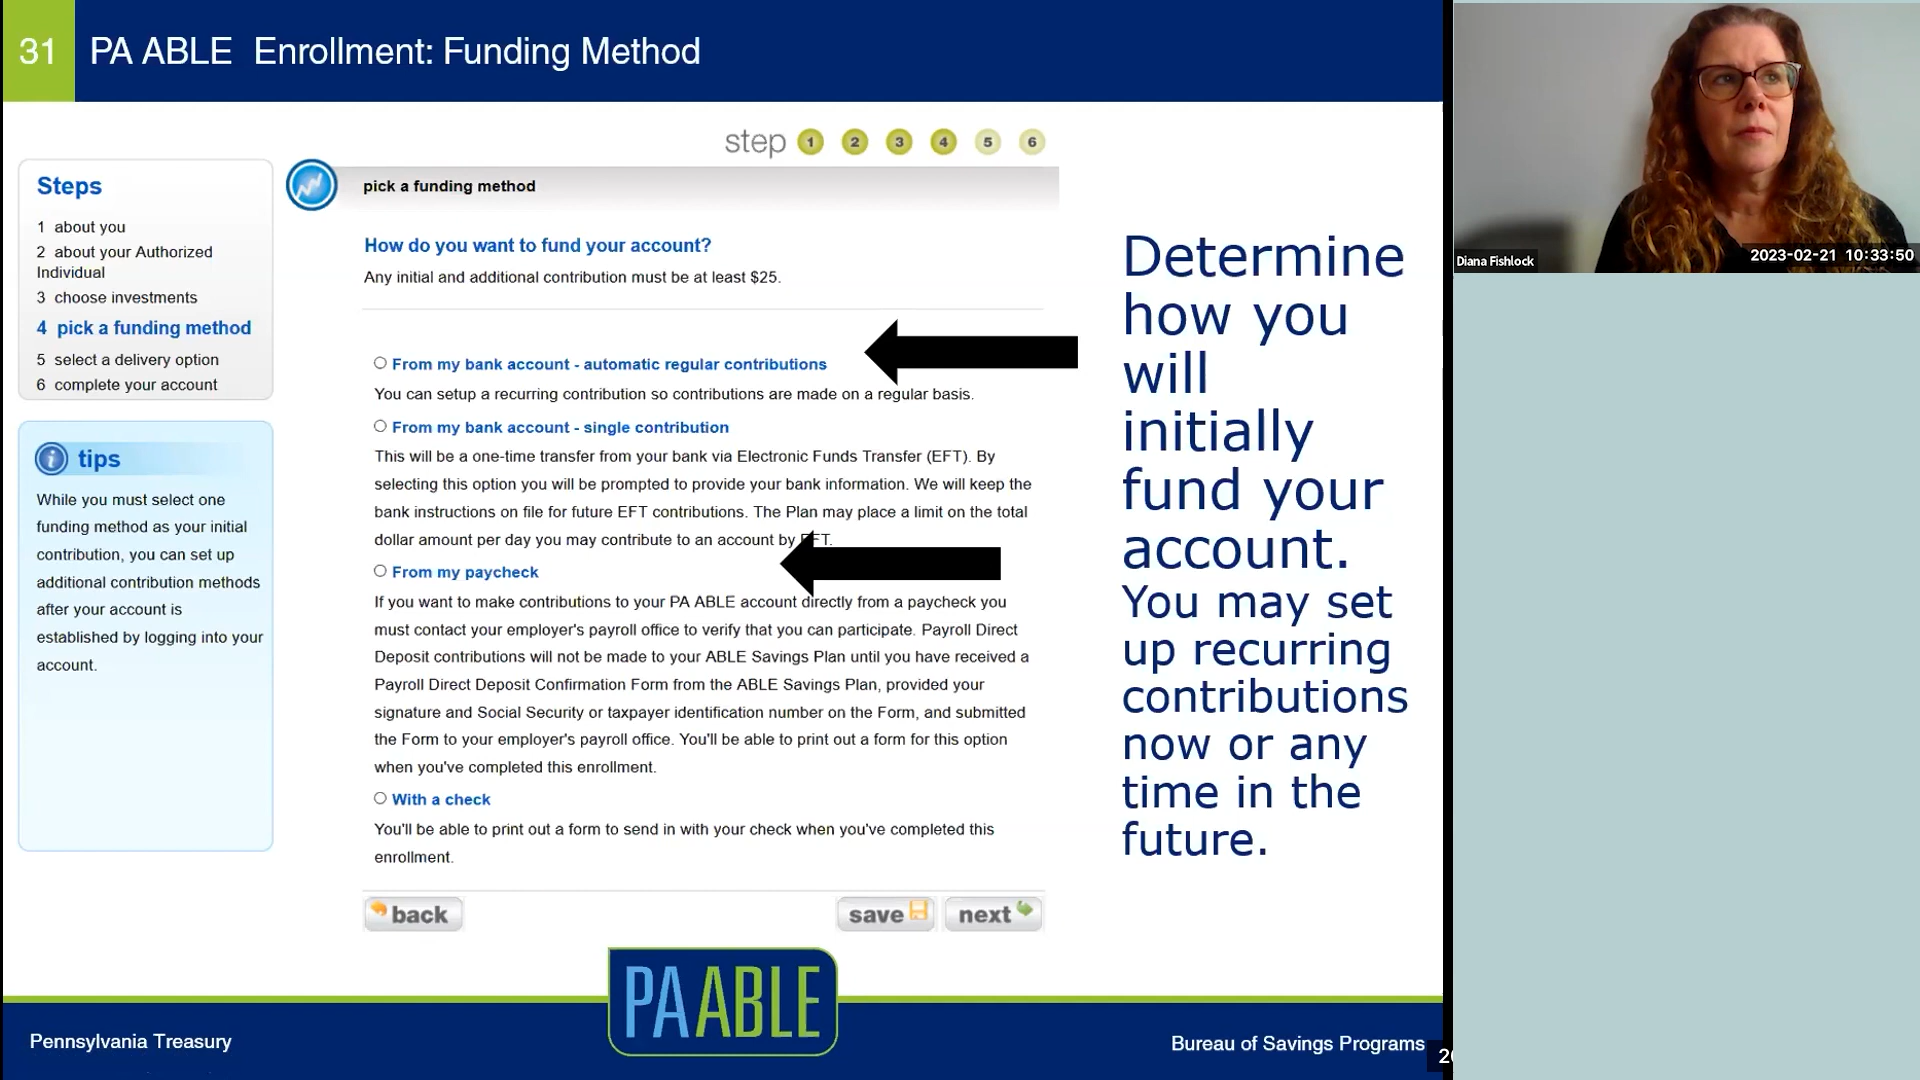 31
PA ABLE Enrollment: Funding Method
step 1 2 3 4 5 6
Steps
1 about you
2 about your Authorized
Individual
3 choose investments
4 pick a funding method
5 select a delivery option
6 complete your account
tips
While you must select one
funding method as your initial
contribution, you can set up
additional contribution methods
after your account is
established by logging into your
account.
pick a funding method
How do you want to fund your account?
Any initial and additional contribution must be at least $25.
From my bank account - automatic regular contributions
You can setup a recurring contribution so contributions are made on a regular basis.
From my bank account - single contribution
This will be a one-time transfer from your bank via Electronic Funds Transfer (EFT). By
selecting this option you will be prompted to provide your bank information. We will keep the
bank instructions on file for future EFT contributions. The Plan may place a limit on the total
dollar amount per day you may contribute to an account by EFT.
From my paycheck
If you want to make contributions to your PA ABLE account directly from a paycheck you
must contact your employer's payroll office to verify that you can participate. Payroll Direct
Deposit contributions will not be made to your ABLE Savings Plan until you have received a
Payroll Direct Deposit Confirmation Form from the ABLE Savings Plan, provided your
signature and Social Security or taxpayer identification number on the Form, and submitted
the Form to your employer's payroll office. You'll be able to print out a form for this option
when you've completed this enrollment.
With a check
You'll be able to print out a form to send in with your check when you've completed this
enrollment.
back save next
Determine
how you
will
initially
fund your
account.
You may set
up recurring
contributions
now or any
time in the
future.
PA ABLE
Pennsylvania Treasury
Bureau of Savings Programs
Diana Fishlock
2023-02-21 10:33:50